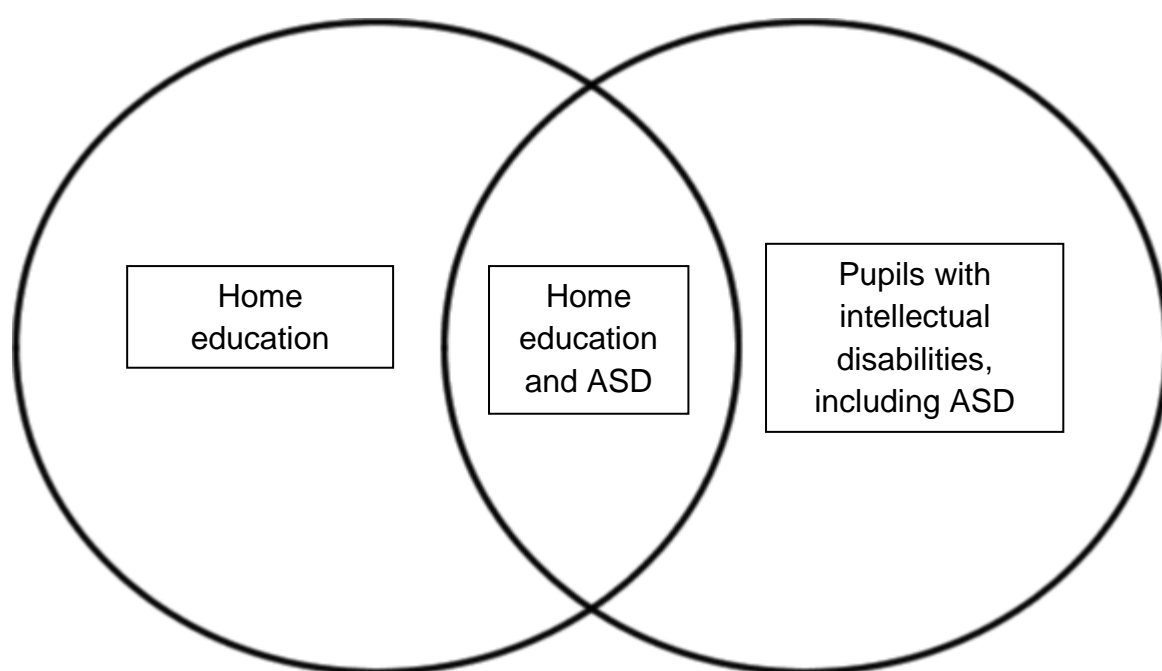 Home
education
Home
education
and ASD
Pupils with
intellectual
disabilities,
including ASD